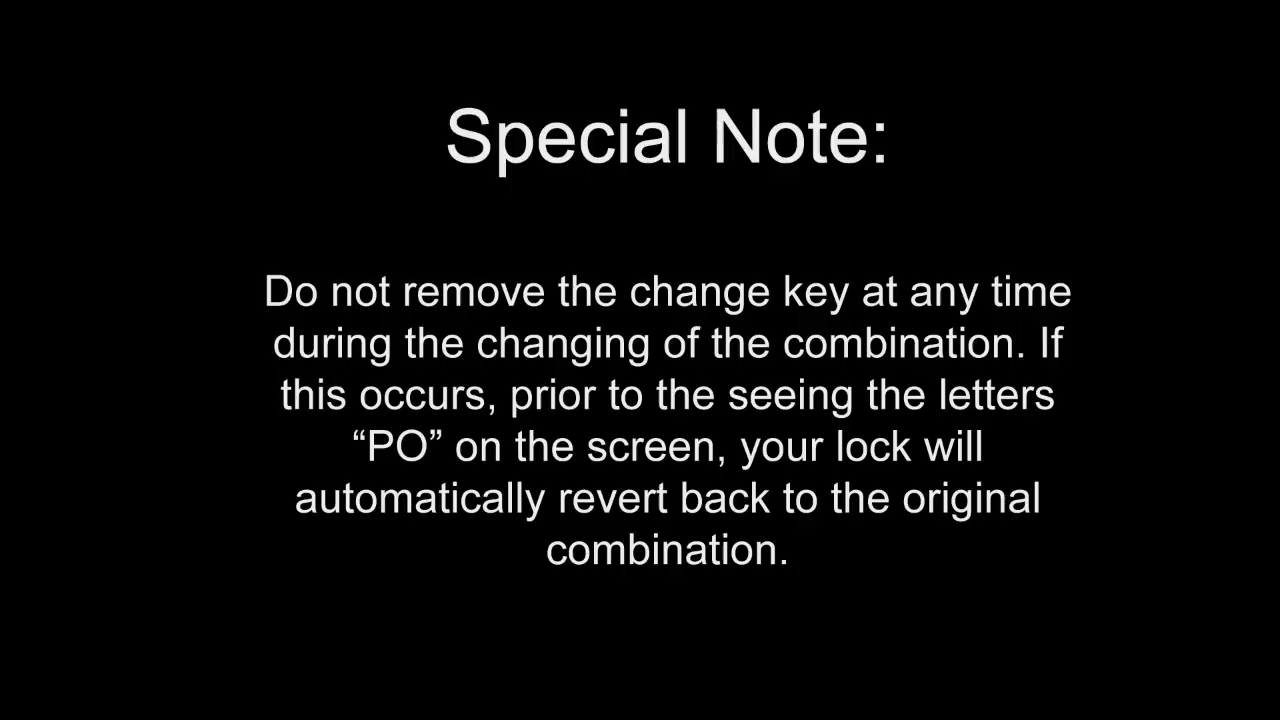 Special Note:
Do not remove the change key at any time
during the changing of the combination. If
this occurs, prior to the seeing the letters
“PO” on the screen, your lock will
automatically revert back to the original
combination.